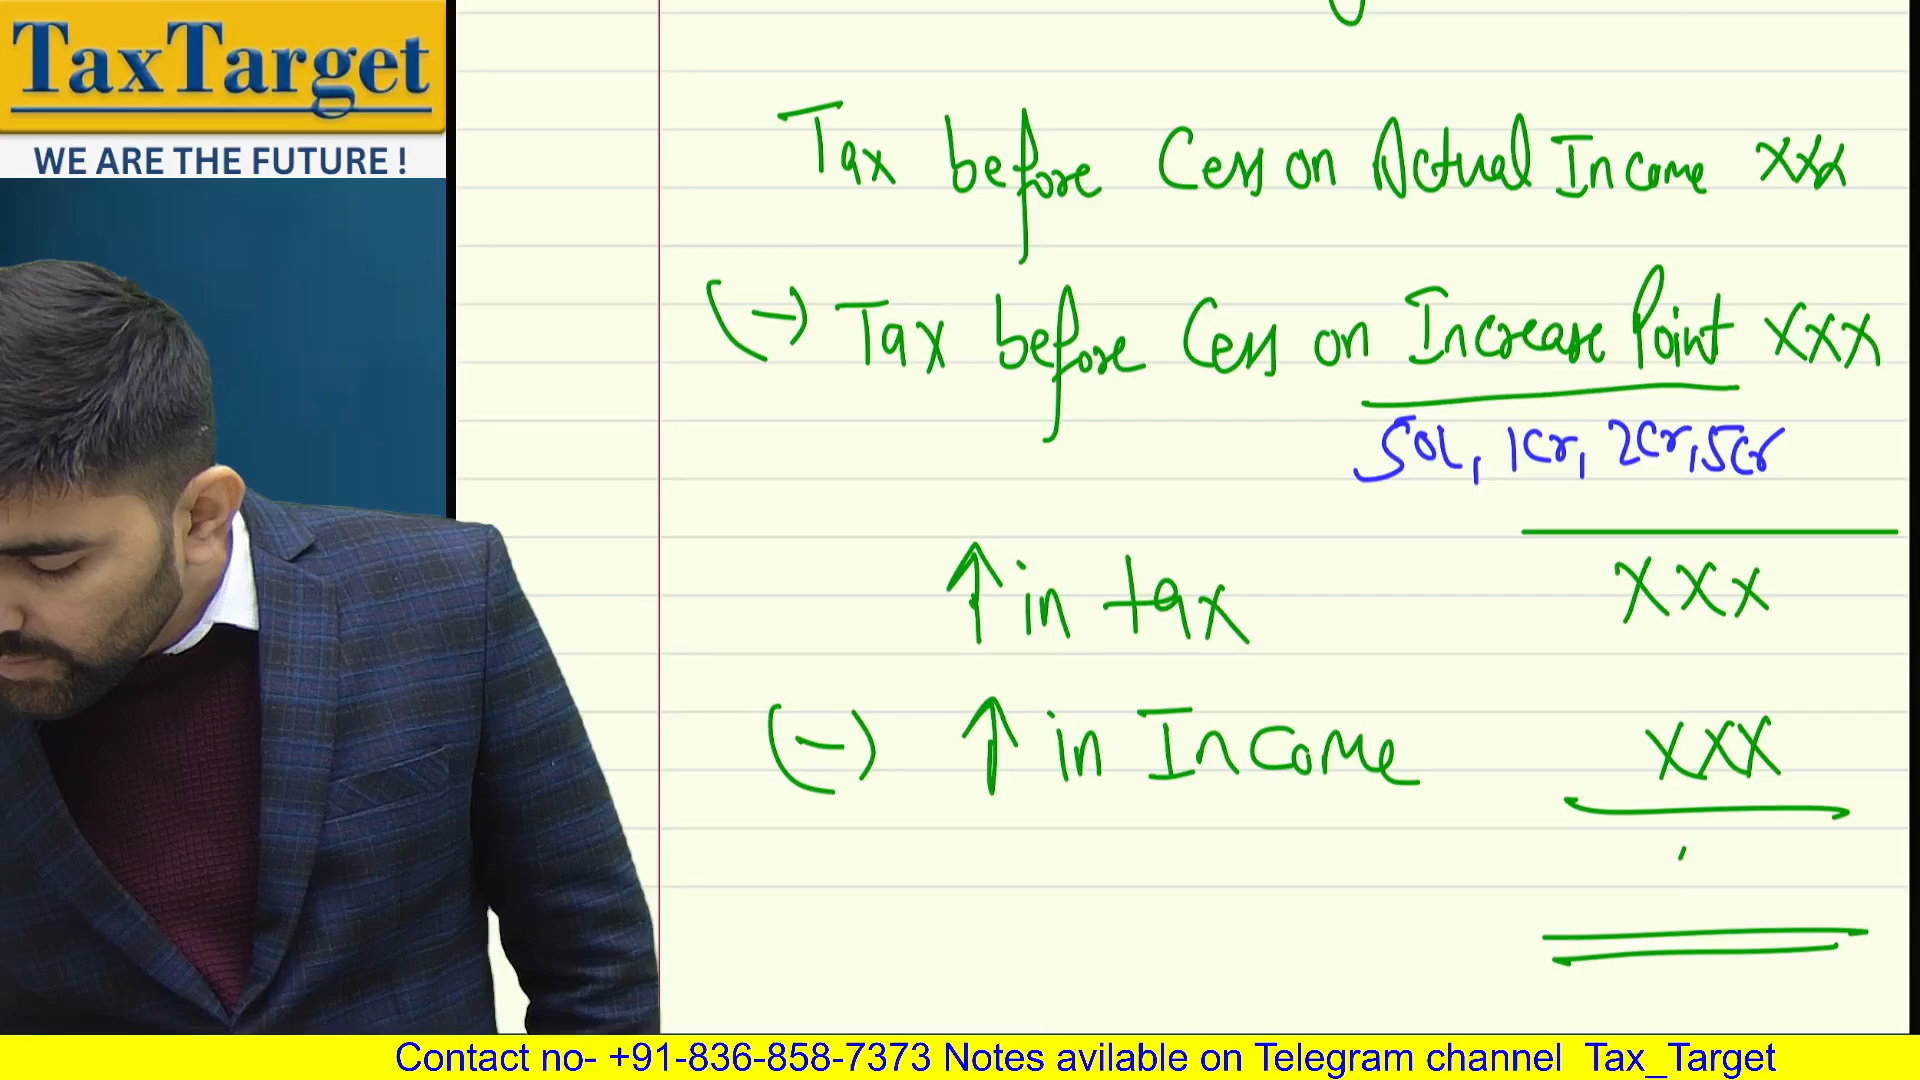 TaxTarget
WE ARE THE FUTURE !
Tax before Cess on Actual Income xxx
(-) Tax before Cess on Increase Point XXX
50L, 1Cr, 2Cr, 5Cr
↑ in tax XXX
(-) ↑ in Income XXX
Contact no- +91-836-858-7373 Notes avilable on Telegram channel Tax_Target